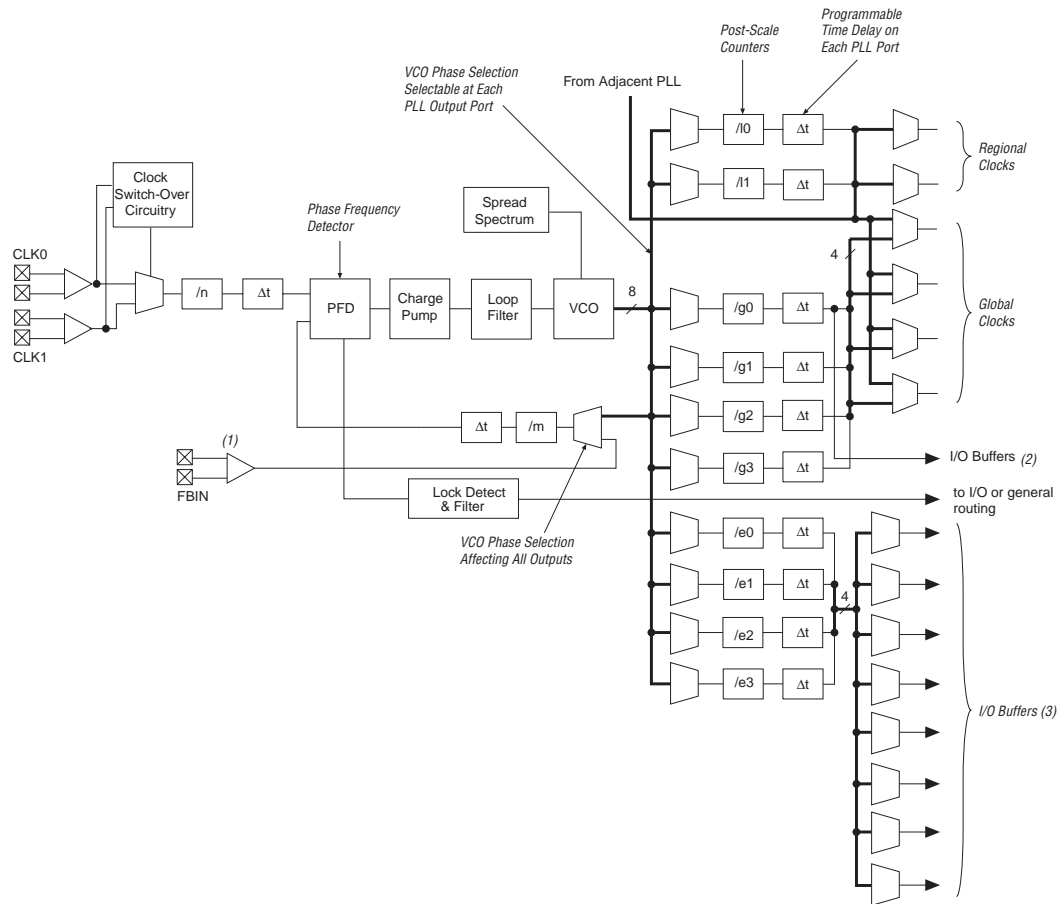 Post-Scale
Counters
Programmable
Time Delay on
Each PLL Port
VCO Phase Selection
Selectable at Each
PLL Output Port
From Adjacent PLL
/l0
Δt
/l1
Δt
Regional
Clocks
Clock
Switch-Over
Circuitry
Phase Frequency
Detector
Spread
Spectrum
CLK0
CLK1
/n
Δt
PFD
Charge
Pump
Loop
Filter
VCO
8
/g0
Δt
4
Global
Clocks
/g1
Δt
/g2
Δt
/g3
Δt
Δt
/m
(1)
FBIN
I/O Buffers (2)
Lock Detect
& Filter
to I/O or general
routing
VCO Phase Selection
Affecting All Outputs
/e0
Δt
/e1
Δt
4
/e2
Δt
/e3
Δt
I/O Buffers (3)